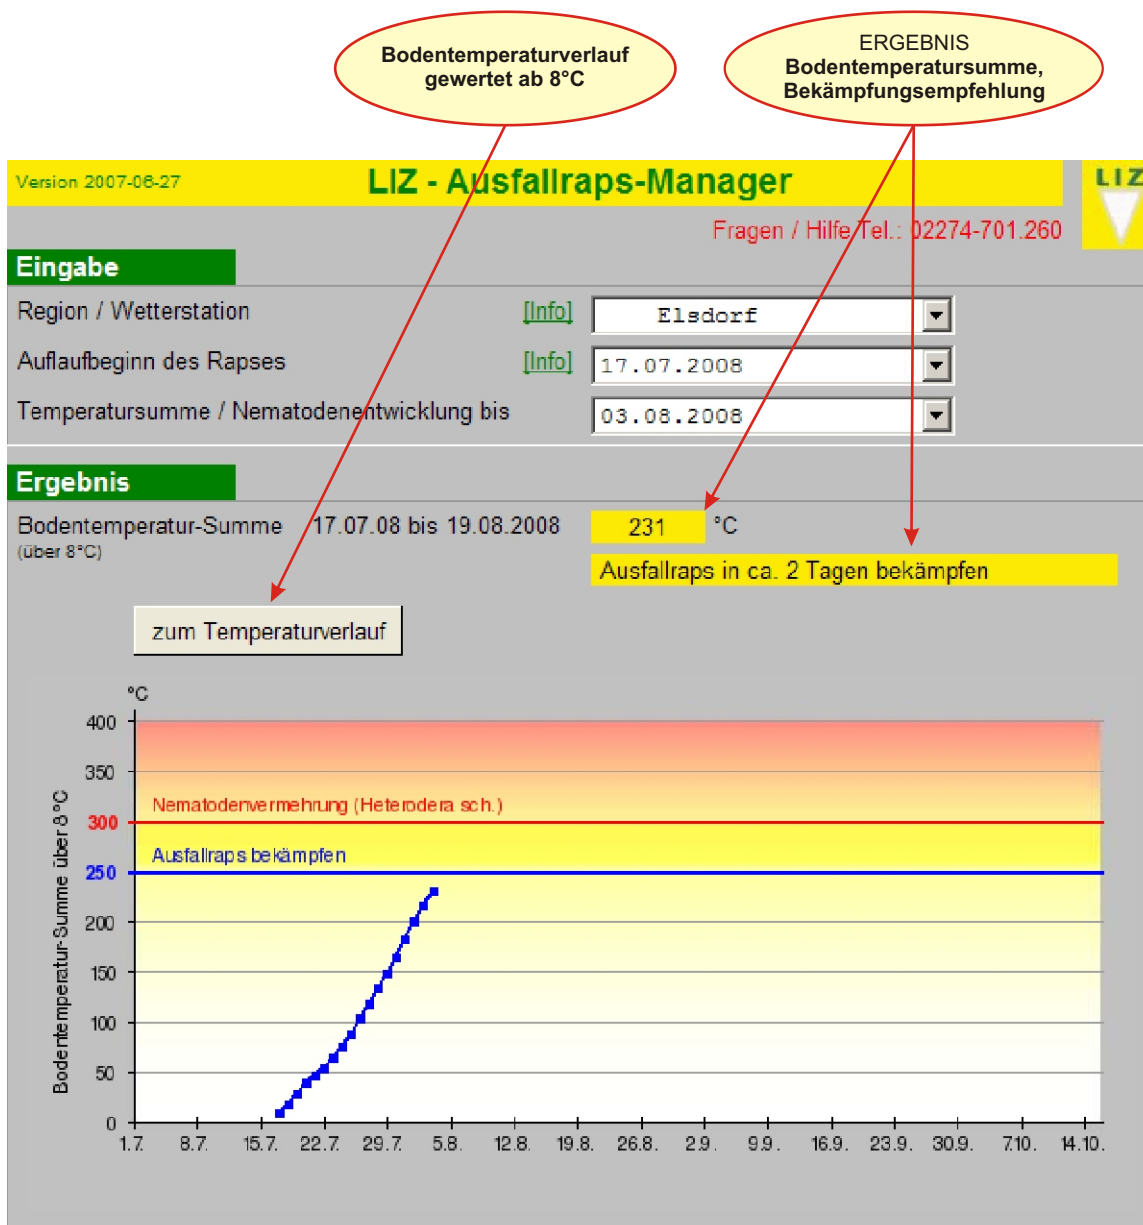 Bodentemperaturverlauf
gewertet ab 8°C
ERGEBNIS
Bodentemperatursumme,
Bekämpfungsempfehlung
Version 2007-06-27
LIZ - Ausfallraps-Manager
LIZ
Fragen / Hilfe Tel.: 02274-701.260
Eingabe
Region / Wetterstation [Info] Elsdorf
Auflaufbeginn des Rapses [Info] 17.07.2008
Temperatursumme / Nematodenentwicklung bis 03.08.2008
Ergebnis
Bodentemperatur-Summe 17.07.08 bis 19.08.2008 231 °C
(über 8°C)
Ausfallraps in ca. 2 Tagen bekämpfen
zum Temperaturverlauf
°C
400
350
Nematodenvermehrung (Heterodera sch.)
300
Ausfallraps bekämpfen
250
200
150
100
50
0
Bodentemperatur-Summe über 8°C
1.7. 8.7. 15.7. 22.7. 29.7. 5.8. 12.8. 19.8. 26.8. 2.9. 9.9. 16.9. 23.9. 30.9. 7.10. 14.10.